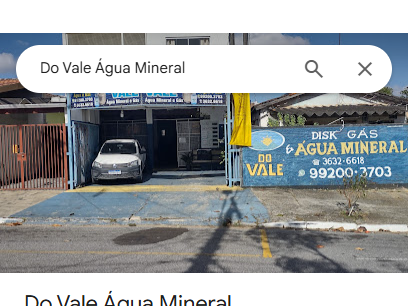 Do Vale Água Mineral
DO VALE
DISK GÁS
& ÁGUA MINERAL
3632-6618
99200-3703
Do Vale Água Mineral